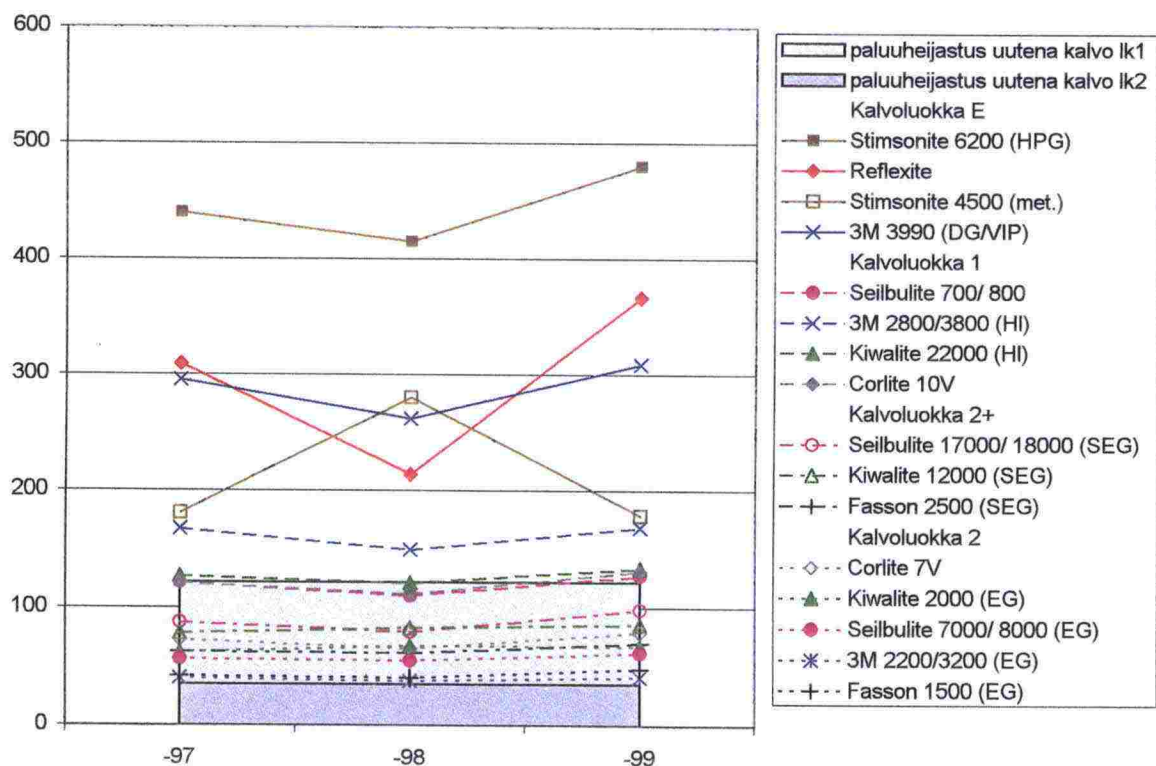 600
500
400
300
200
100
0
-97
-98
-99
paluuheijastus uutena kalvo lk1
paluuheijastus uutena kalvo lk2
Kalvoluokka E
Stimsonite 6200 (HPG)
Reflexite
Stimsonite 4500 (met.)
3M 3990 (DG/VIP)
Kalvoluokka 1
Seilbulite 700/ 800
3M 2800/3800 (HI)
Kiwalite 22000 (HI)
Corlite 10V
Kalvoluokka 2+
Seilbulite 17000/ 18000 (SEG)
Kiwalite 12000 (SEG)
Fasson 2500 (SEG)
Kalvoluokka 2
Corlite 7V
Kiwalite 2000 (EG)
Seilbulite 7000/ 8000 (EG)
3M 2200/3200 (EG)
Fasson 1500 (EG)